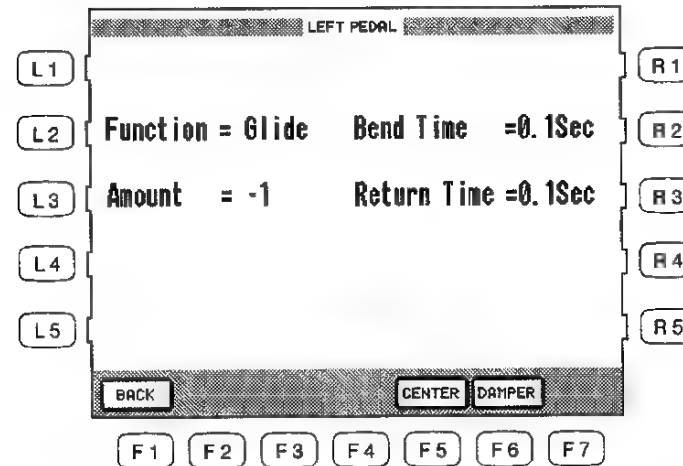 LEFT PEDAL
L1 R1
L2 Function = Glide Bend Time =0.1Sec R2
L3 Amount = -1 Return Time =0.1Sec R3
L4 R4
L5 R5
BACK CENTER DAMPER
F1 F2 F3 F4 F5 F6 F7